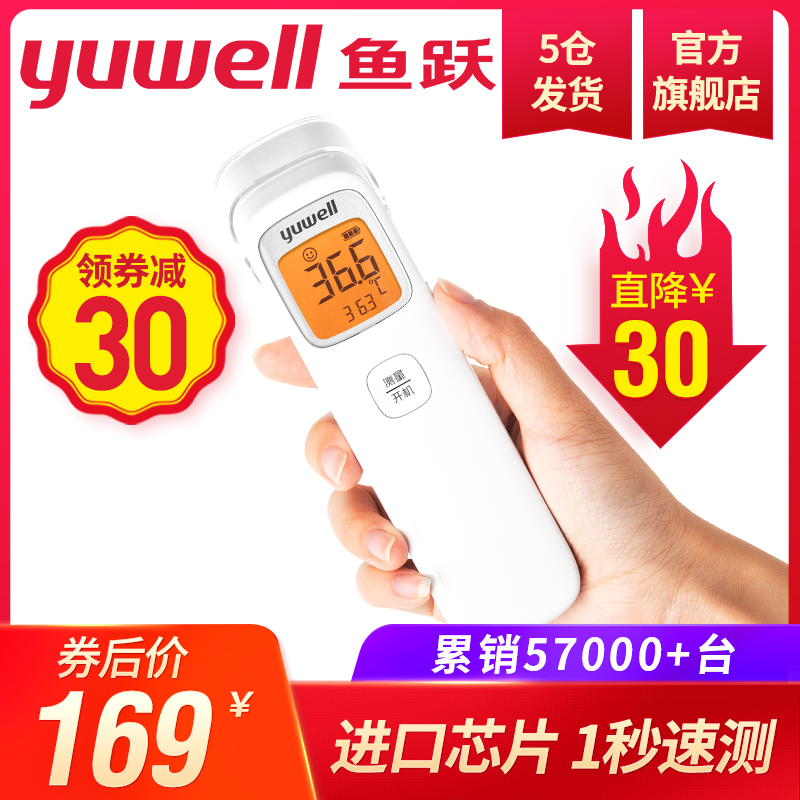 yuwell 鱼跃
5仓
发货
官方
旗舰店
领券减
30
直降¥
30
yuwell
36.6
36.3℃
测量
开机
券后价
169¥
累销57000+台
进口芯片 1秒速测